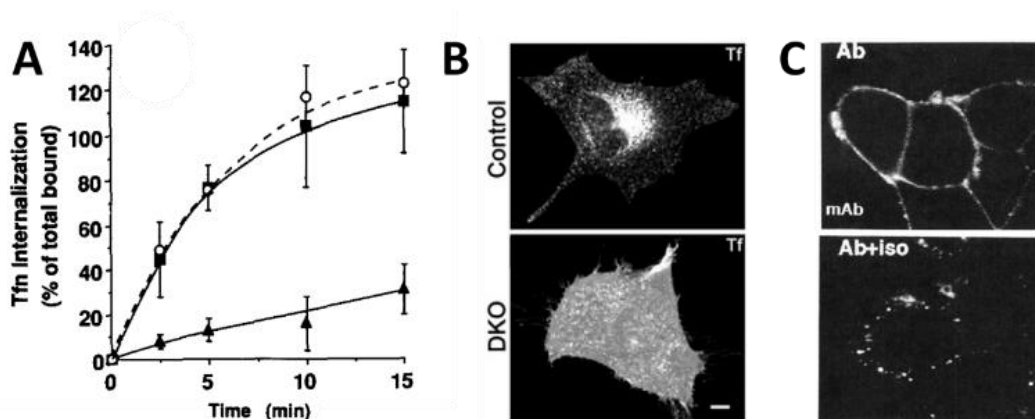 A
Tfn Internalization
(% of total bound)
140
120
100
80
60
40
20
0
0
5
10
15
Time (min)
B
Control
Tf
DKO
Tf
C
Ab
mAb
Ab+iso